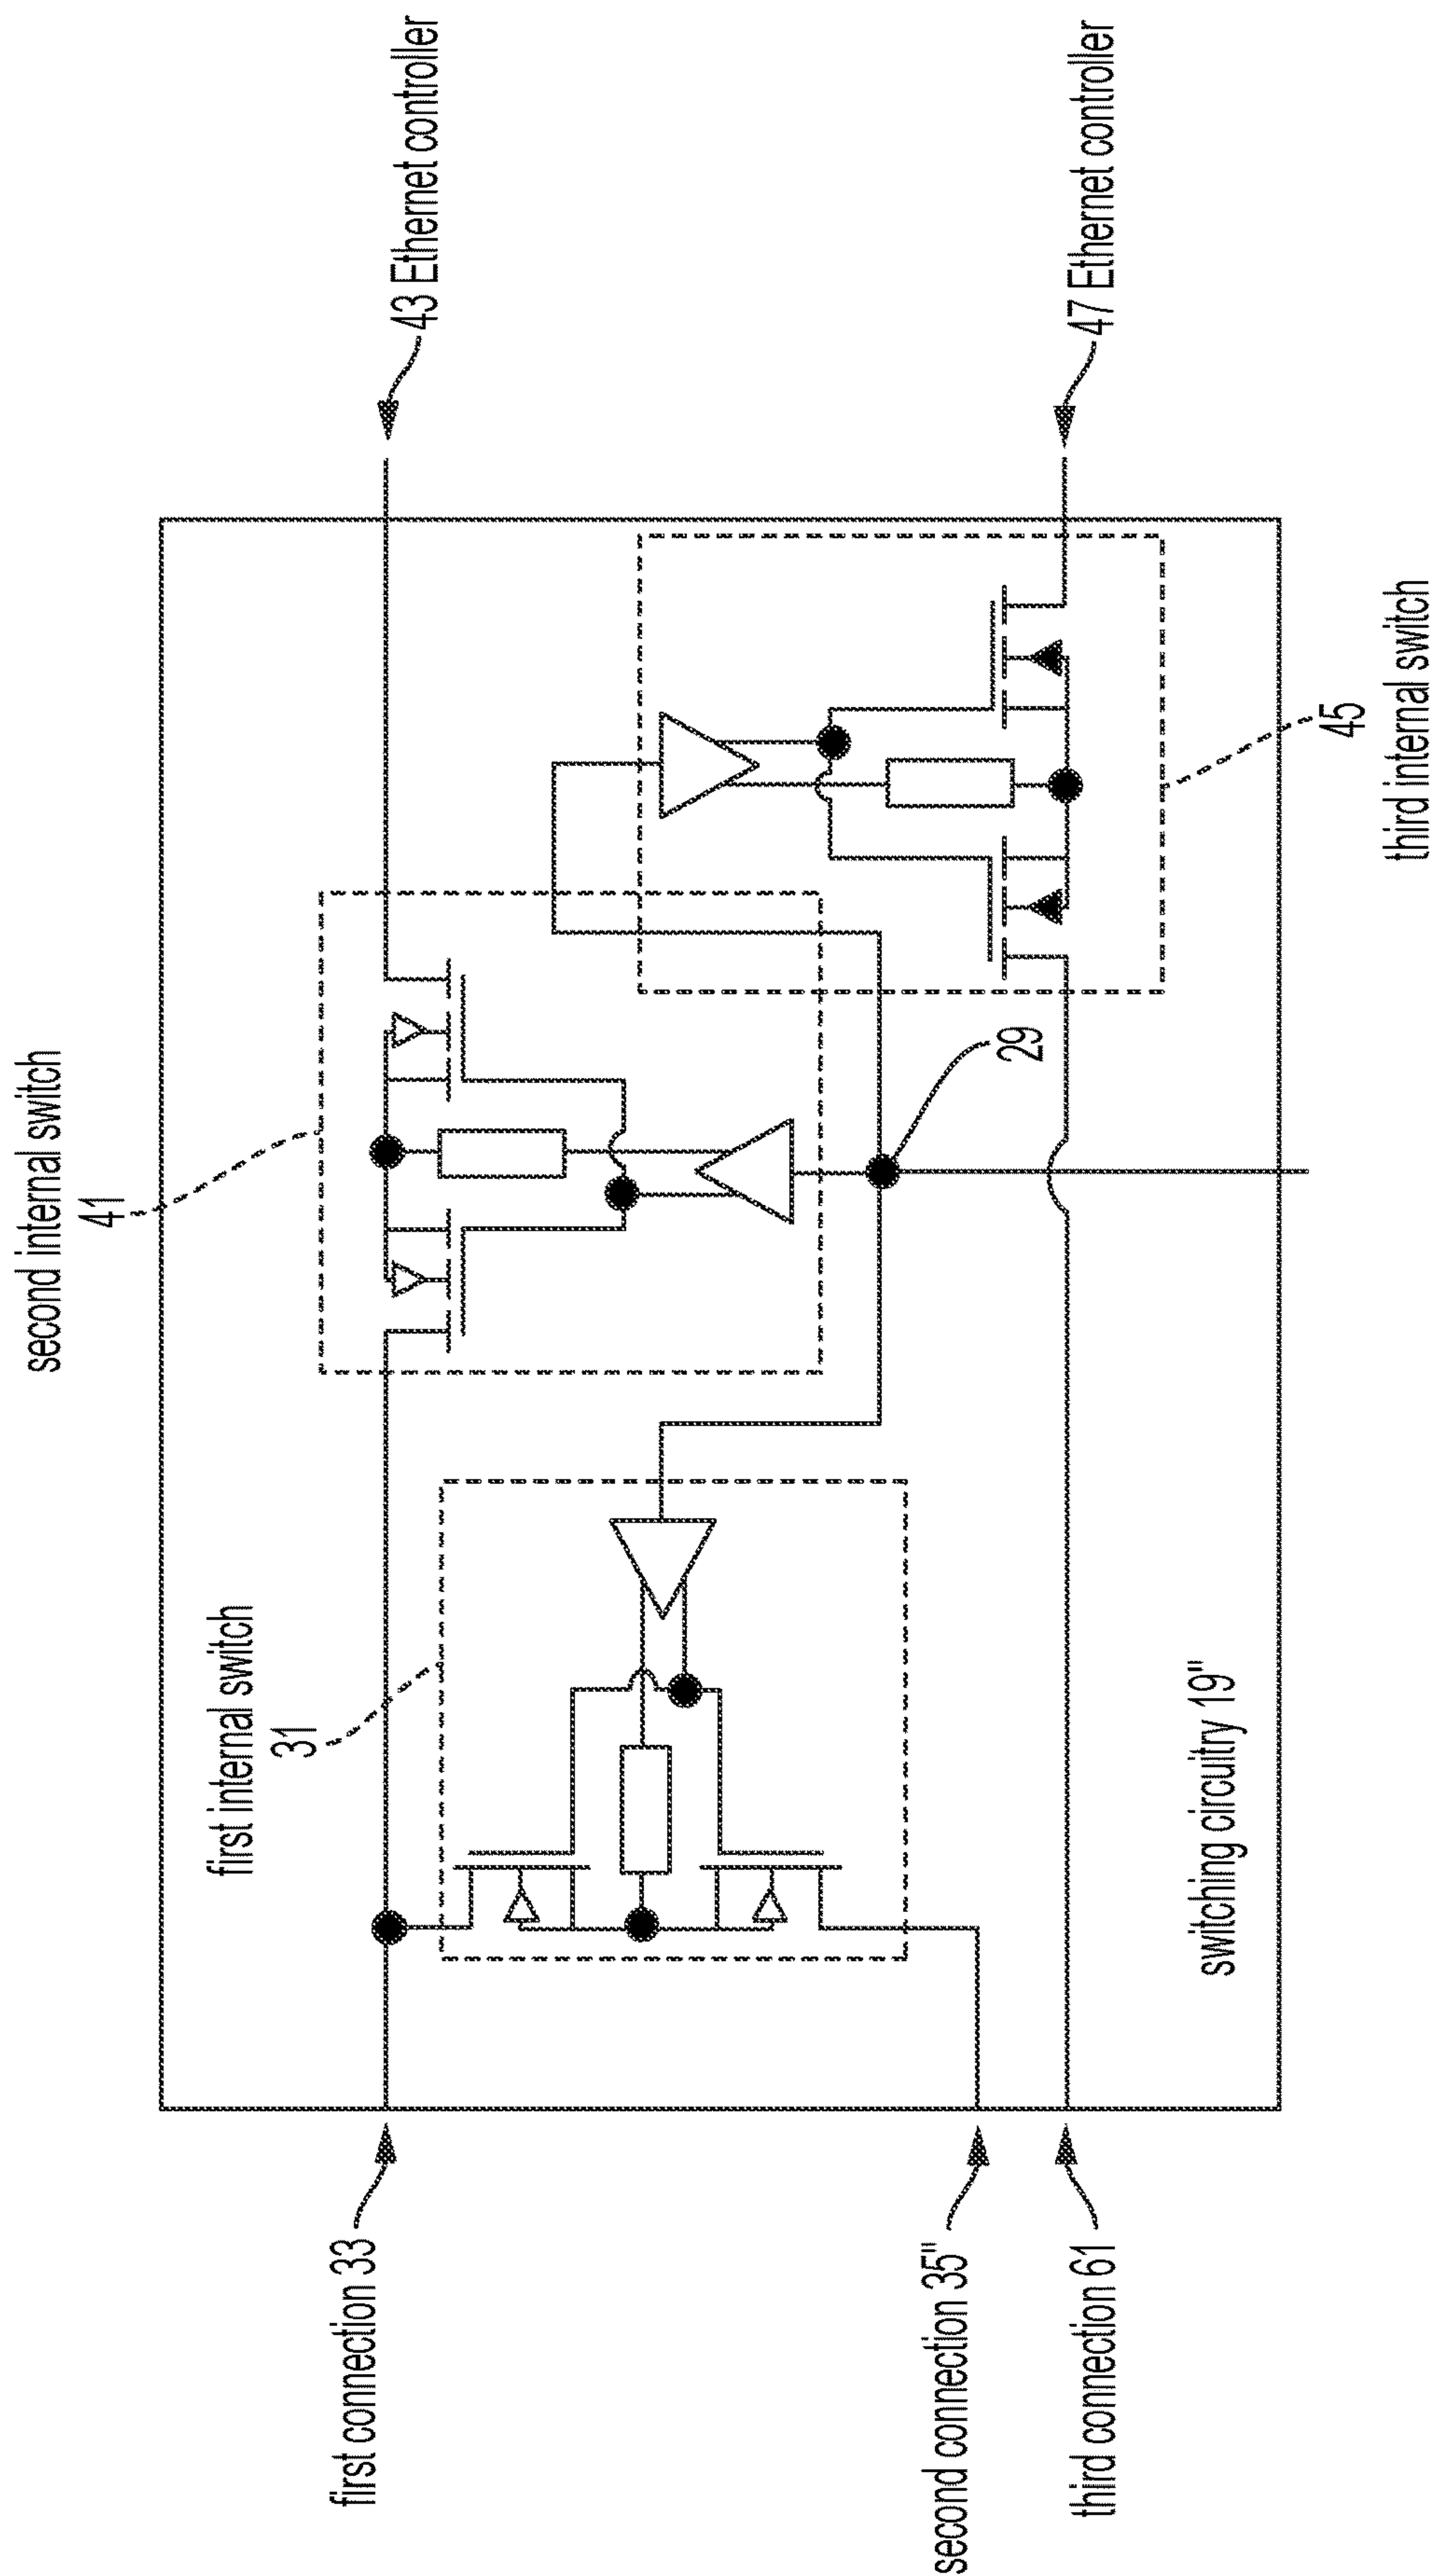 first connection 33
second connection 35"
third connection 61
first internal switch
31
second internal switch
41
29
switching circuitry 19"
43 Ethernet controller
47 Ethernet controller
45
third internal switch